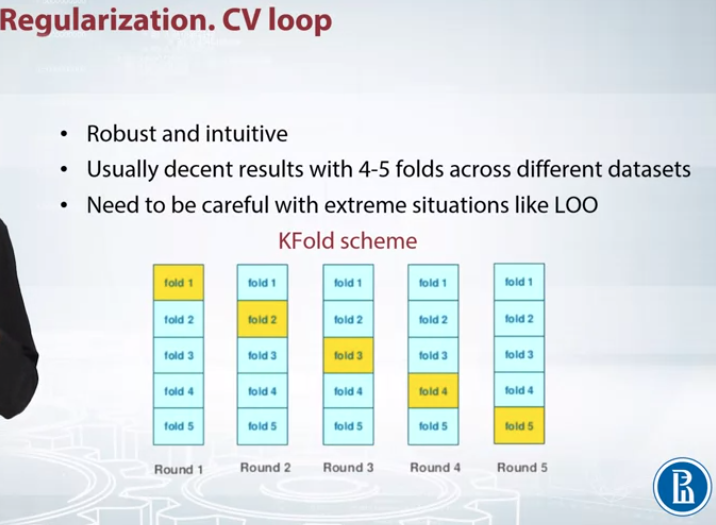 Regularization. CV loop
• Robust and intuitive
• Usually decent results with 4-5 folds across different datasets
• Need to be careful with extreme situations like LOO
KFold scheme
fold 1 fold 1 fold 1 fold 1 fold 1
fold 2 fold 2 fold 2 fold 2 fold 2
fold 3 fold 3 fold 3 fold 3 fold 3
fold 4 fold 4 fold 4 fold 4 fold 4
fold 5 fold 5 fold 5 fold 5 fold 5
Round 1 Round 2 Round 3 Round 4 Round 5